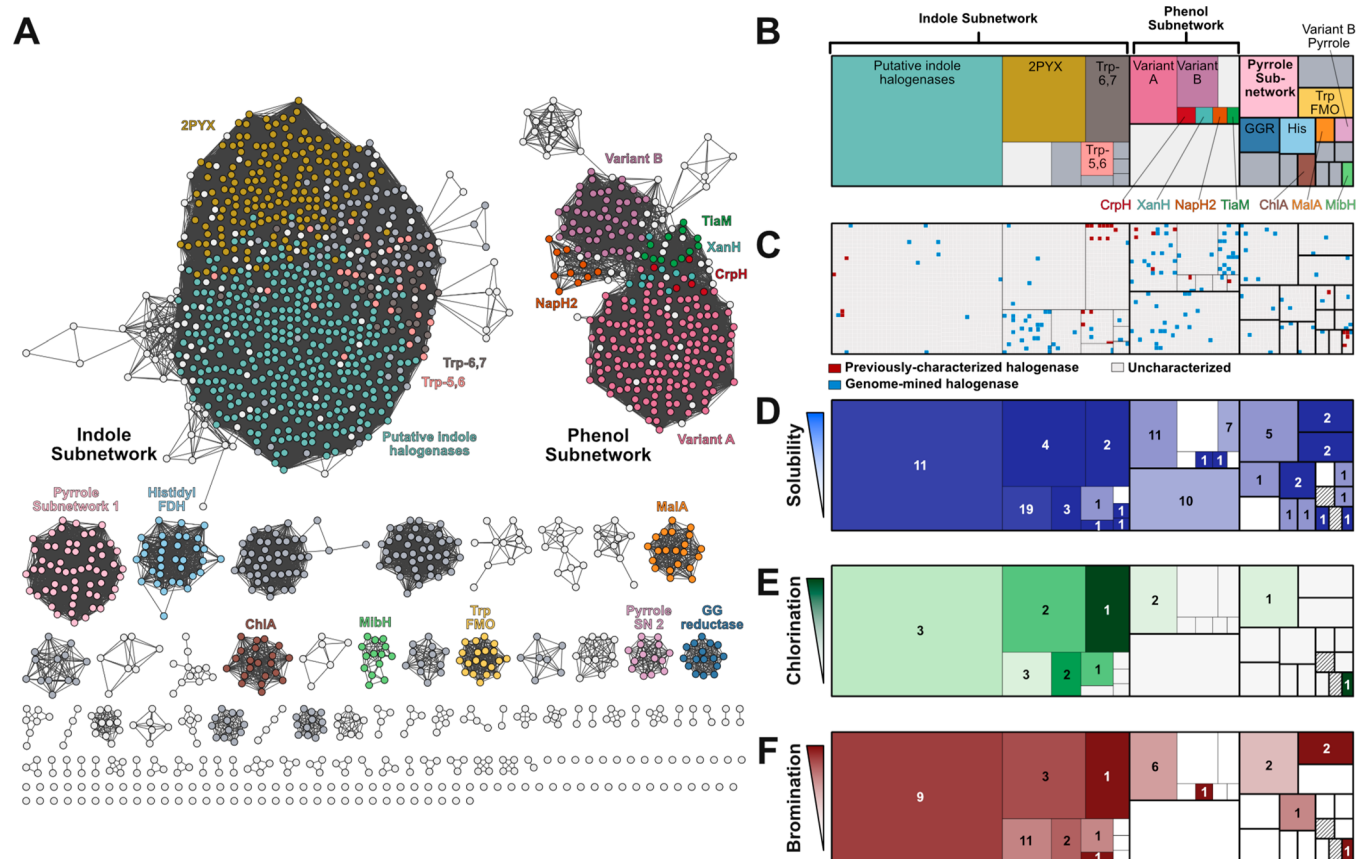 A
2PYX
Trp-6,7
Trp-5,6
Putative indole
halogenases
Indole
Subnetwork
Variant B
TiaM
XanH
CrpH
NapH2
Variant A
Phenol
Subnetwork
Pyrrole
Subnetwork 1
Histidyl
FDH
MalA
ChlA
MibH
Trp
FMO
Pyrrole
SN 2
GG
reductase
B
Indole Subnetwork
Phenol
Subnetwork
Variant B
Pyrrole
Putative indole
halogenases
2PYX
Trp-
6,7
Trp-
5,6
Variant
A
Variant
B
Pyrrole
Sub-
network
Trp
FMO
GGR
His
CrpH XanH NapH2 TiaM ChlA MalA MibH
C
Previously-characterized halogenase
Uncharacterized
Genome-mined halogenase
D
Solubility
11
4
2
19
3
1
1
1
1
11
7
1
1
10
5
2
2
1
2
1
1
1
1
1
1
E
Chlorination
3
2
1
3
2
1
2
1
1
F
Bromination
9
3
1
11
2
1
1
6
1
2
2
1
1